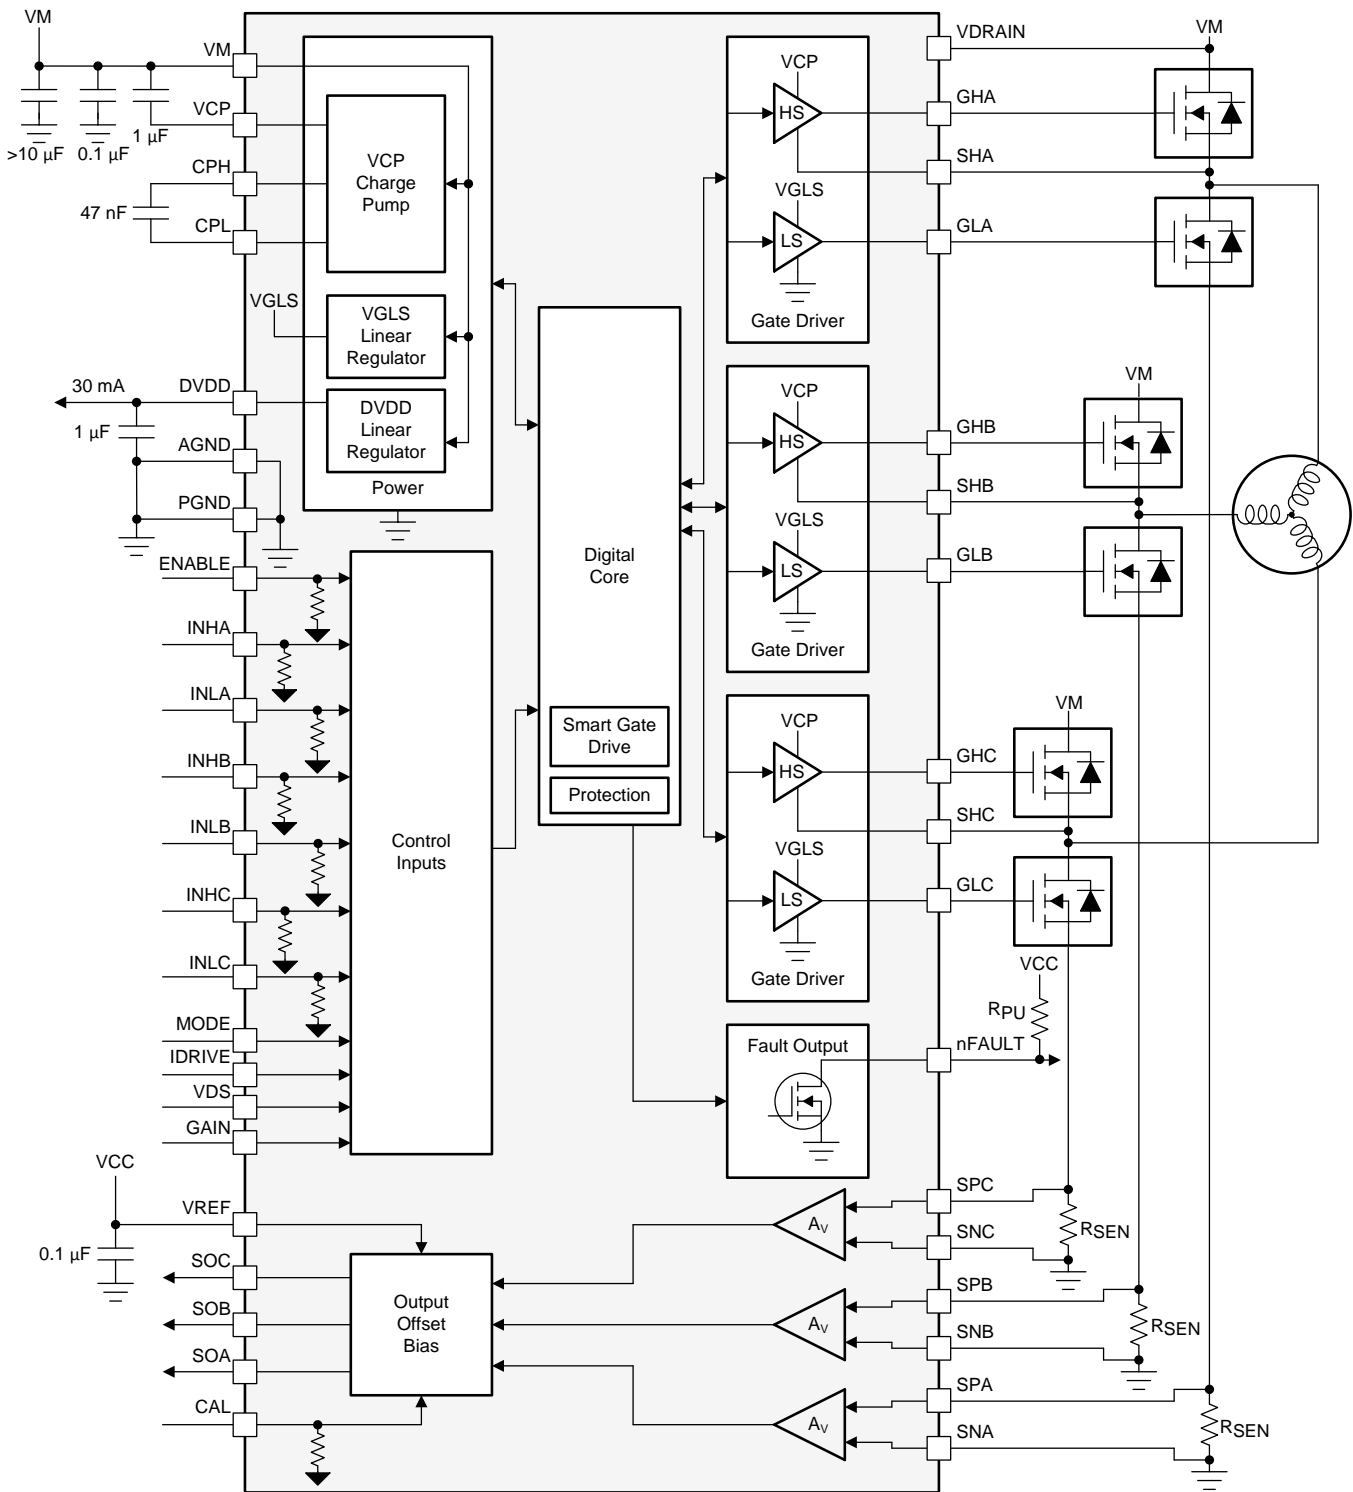 VM
VM
VCP
>10 µF
0.1 µF
1 µF
CPH
47 nF
CPL
VCP
Charge
Pump
VGLS
VGLS
Linear
Regulator
30 mA
DVDD
1 µF
DVDD
Linear
Regulator
AGND
PGND
Power
ENABLE
INHA
INLA
INHB
INLB
INHC
INLC
MODE
IDRIVE
VDS
GAIN
Control
Inputs
Digital
Core
Smart Gate
Drive
Protection
VCP
HS
VGLS
LS
Gate Driver
VCP
HS
VGLS
LS
Gate Driver
VCP
HS
VGLS
LS
Gate Driver
Fault Output
VDRAIN
VM
GHA
SHA
GLA
VM
GHB
SHB
GLB
VM
GHC
SHC
GLC
VCC
RPU
nFAULT
VCC
VREF
0.1 µF
SOC
SOB
SOA
CAL
Output
Offset
Bias
AV
AV
AV
SPC
SNC
RSEN
SPB
SNB
RSEN
SPA
SNA
RSEN